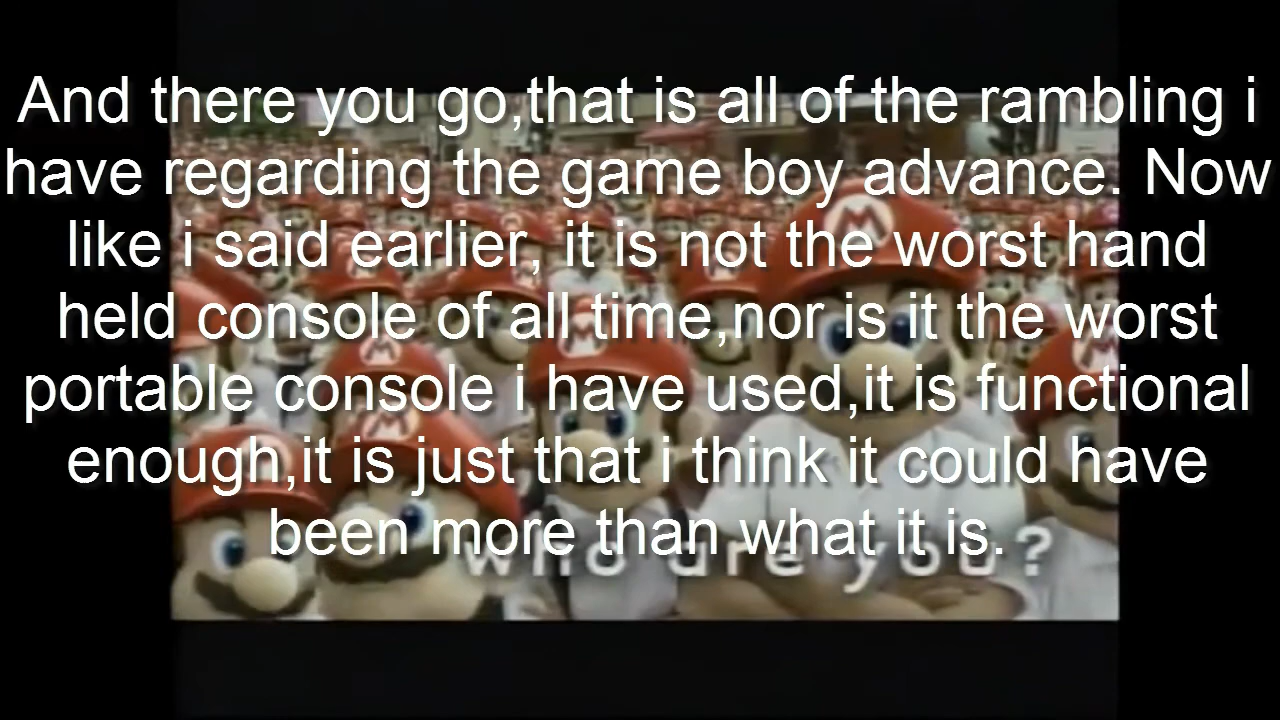 And there you go,that is all of the rambling i
have regarding the game boy advance. Now
like i said earlier, it is not the worst hand
held console of all time,nor is it the worst
portable console i have used,it is functional
enough,it is just that i think it could have
been more than what it is.
who are you?